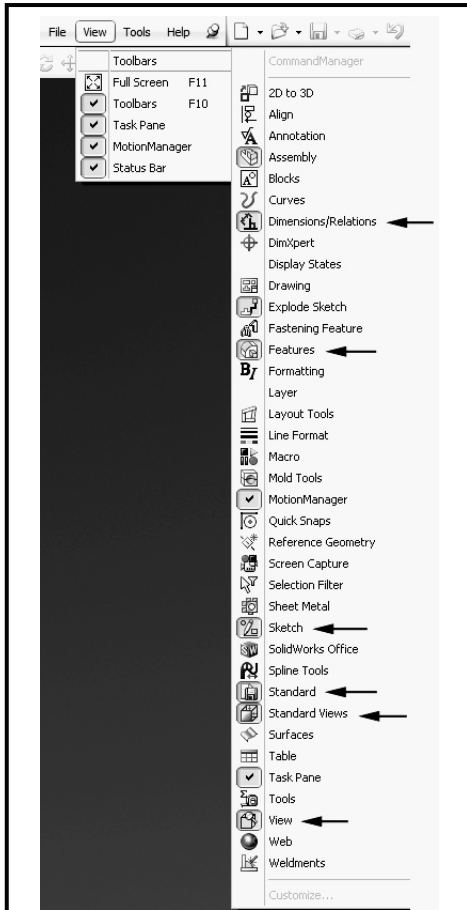 File View Tools Help
Toolbars
Full Screen F11
Toolbars F10
Task Pane
MotionManager
Status Bar
CommandManager
2D to 3D
Align
Annotation
Assembly
Blocks
Curves
Dimensions/Relations
DimXpert
Display States
Drawing
Explode Sketch
Fastening Feature
Features
Formatting
Layer
Layout Tools
Line Format
Macro
Mold Tools
MotionManager
Quick Snaps
Reference Geometry
Screen Capture
Selection Filter
Sheet Metal
Sketch
SolidWorks Office
Spline Tools
Standard
Standard Views
Surfaces
Table
Task Pane
Tools
View
Web
Weldments
Customize...